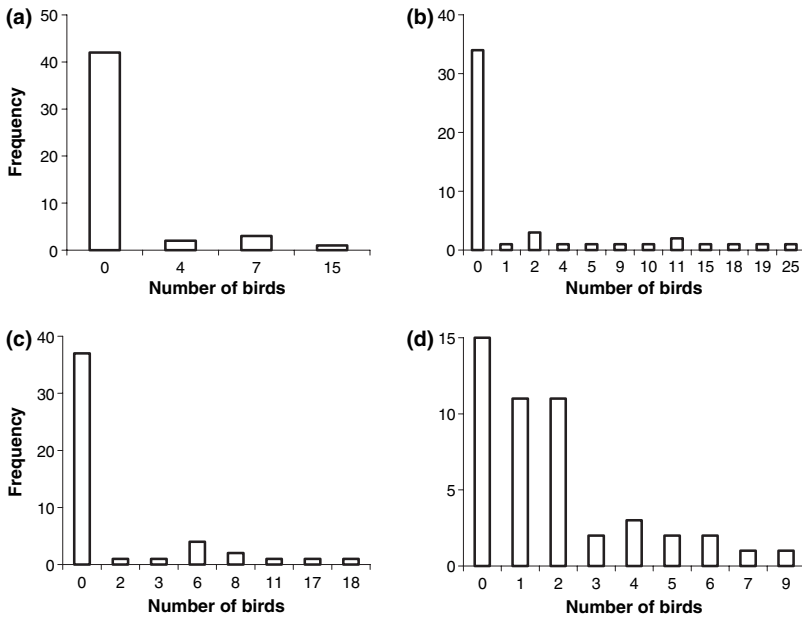 (a)
50
40
30
20
10
0
Frequency
0 4 7 15
Number of birds
(b)
40
30
20
10
0
0 1 2 4 5 9 10 11 15 18 19 25
Number of birds
(c)
40
30
20
10
0
Frequency
0 2 3 6 8 11 17 18
Number of birds
(d)
15
10
5
0
0 1 2 3 4 5 6 7 9
Number of birds